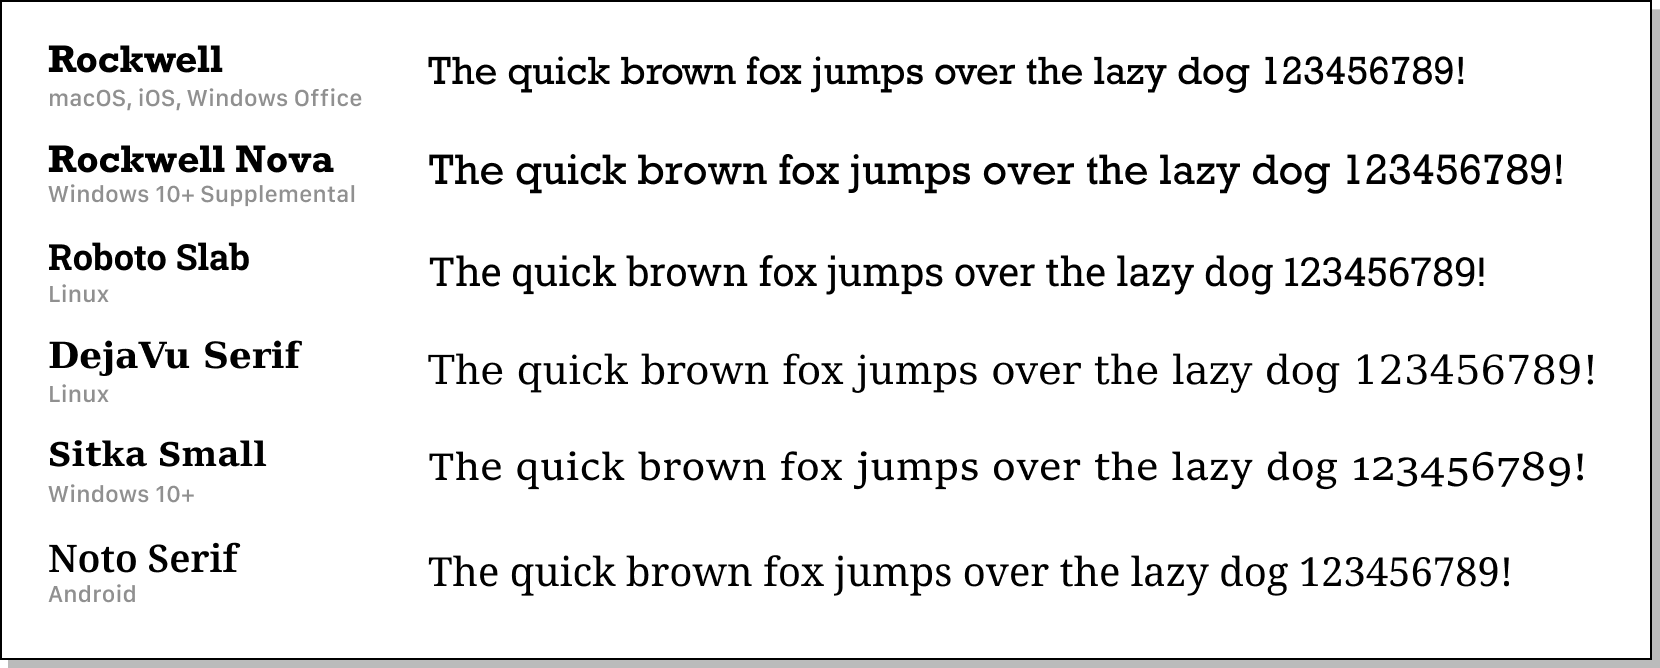 Rockwell
The quick brown fox jumps over the lazy dog 123456789!
macOS, iOS, Windows Office
Rockwell Nova
The quick brown fox jumps over the lazy dog 123456789!
Windows 10+ Supplemental
Roboto Slab
The quick brown fox jumps over the lazy dog 123456789!
Linux
DejaVu Serif
The quick brown fox jumps over the lazy dog 123456789!
Linux
Sitka Small
The quick brown fox jumps over the lazy dog 123456789!
Windows 10+
Noto Serif
The quick brown fox jumps over the lazy dog 123456789!
Android